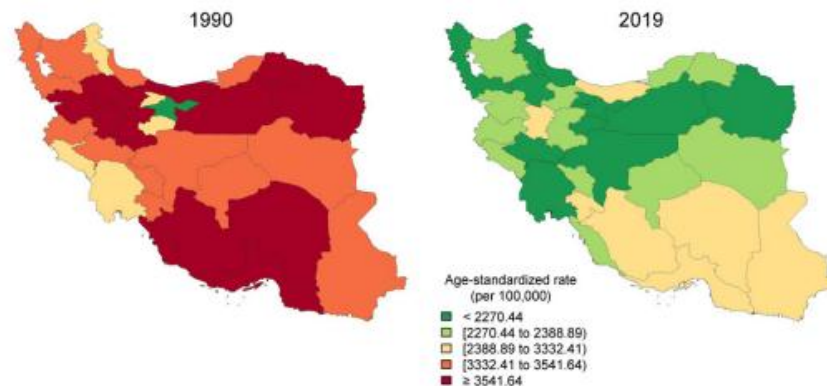 1990
2019
Age-standardized rate
(per 100,000)
< 2270.44
[2270.44 to 2388.89)
[2388.89 to 3332.41)
[3332.41 to 3541.64)
≥ 3541.64